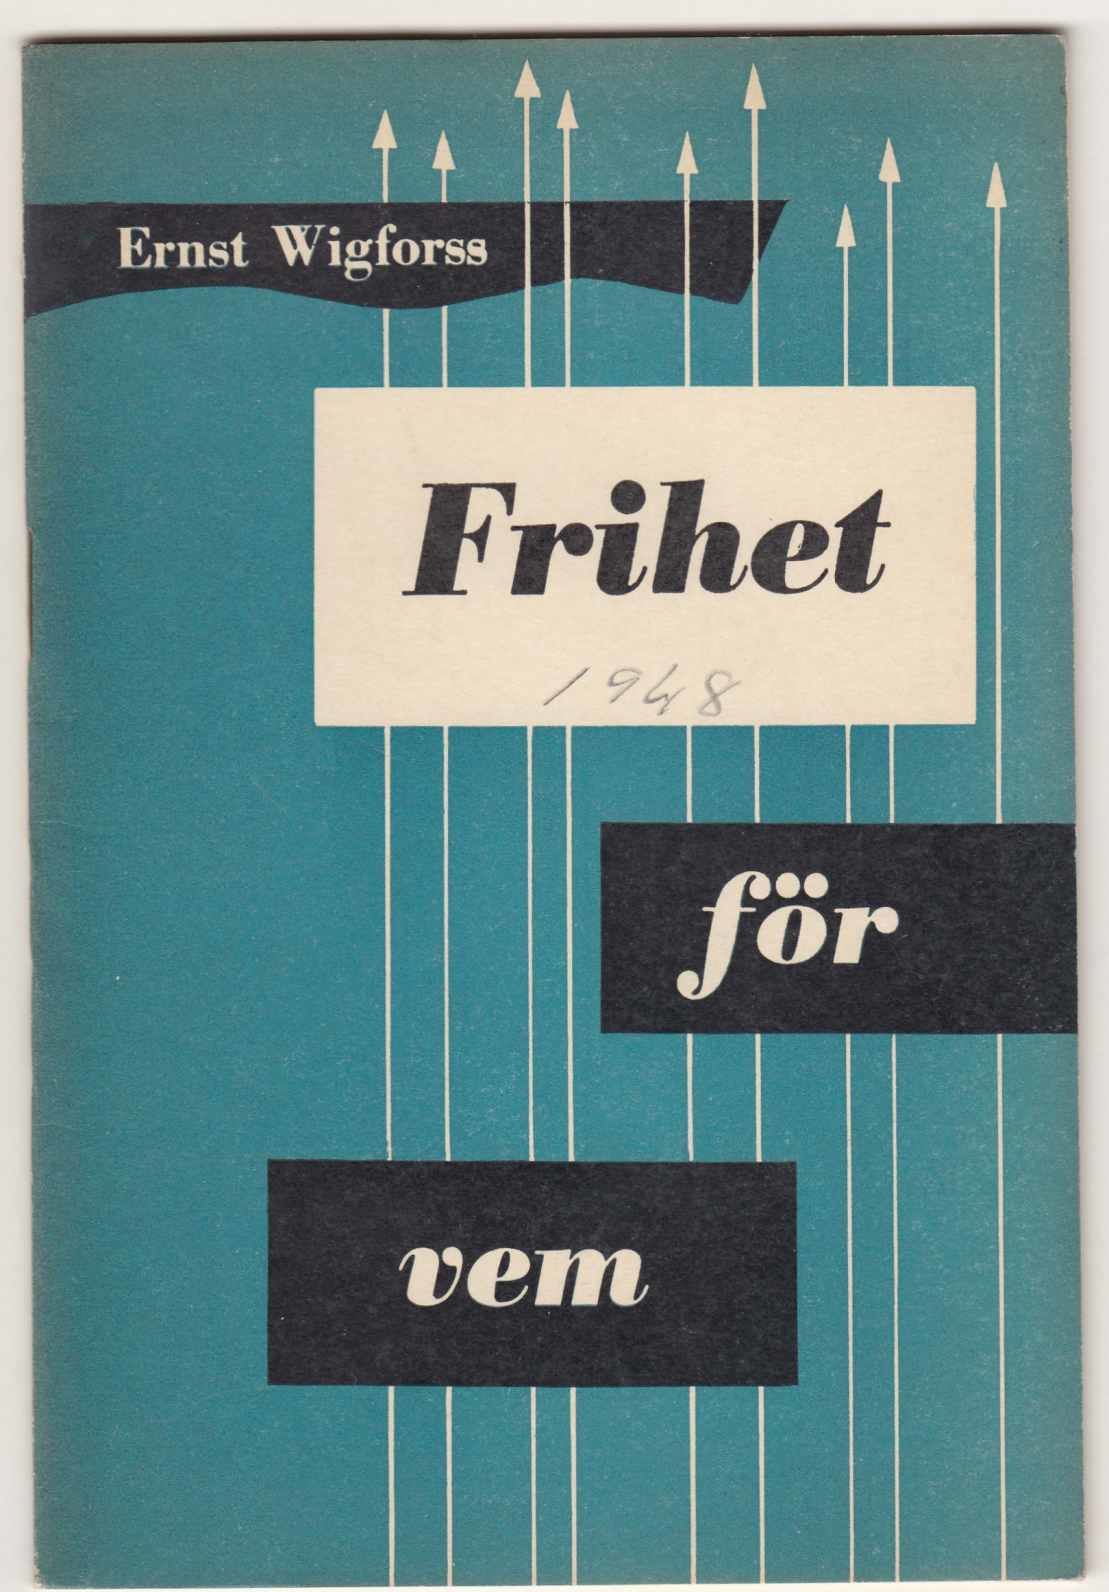 Ernst Wigforss
Frihet
1948
för
vem